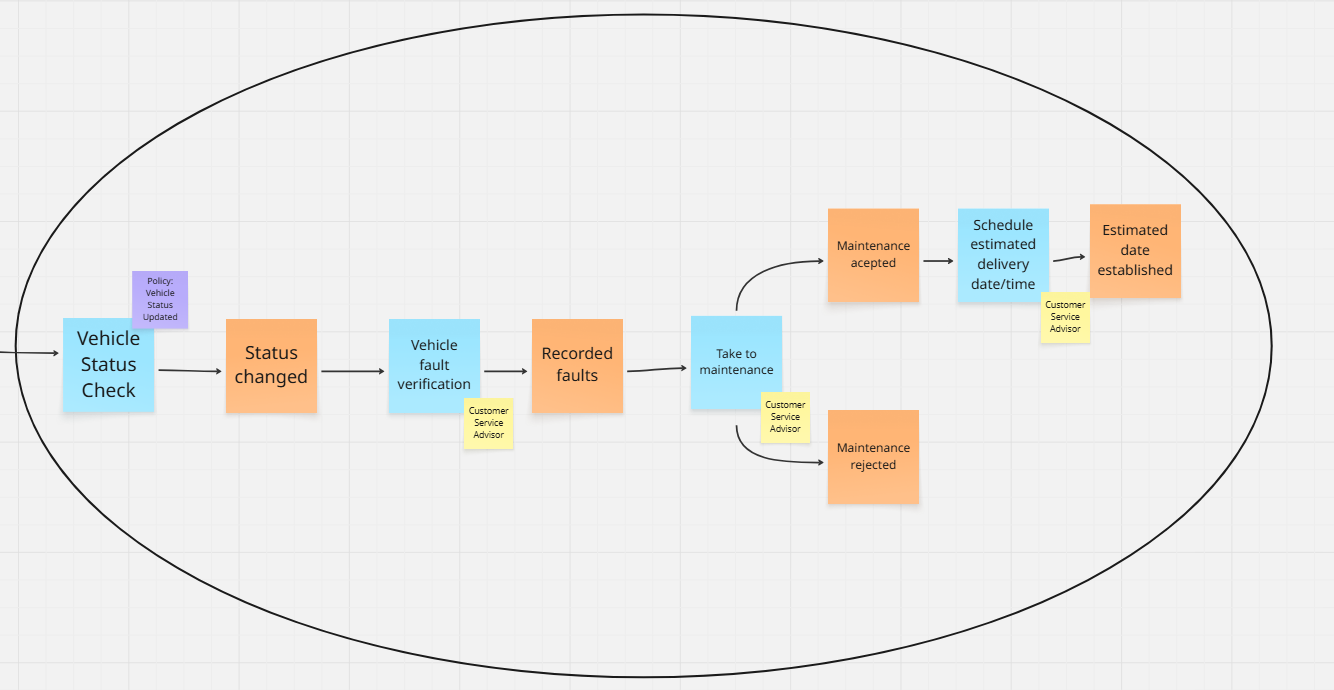 Policy:
Vehicle
Status
Updated
Vehicle
Status
Check
Status
changed
Vehicle
fault
verification
Customer
Service
Advisor
Recorded
faults
Take to
maintenance
Customer
Service
Advisor
Maintenance
acepted
Schedule
estimated
delivery
date/time
Customer
Service
Advisor
Estimated
date
established
Maintenance
rejected